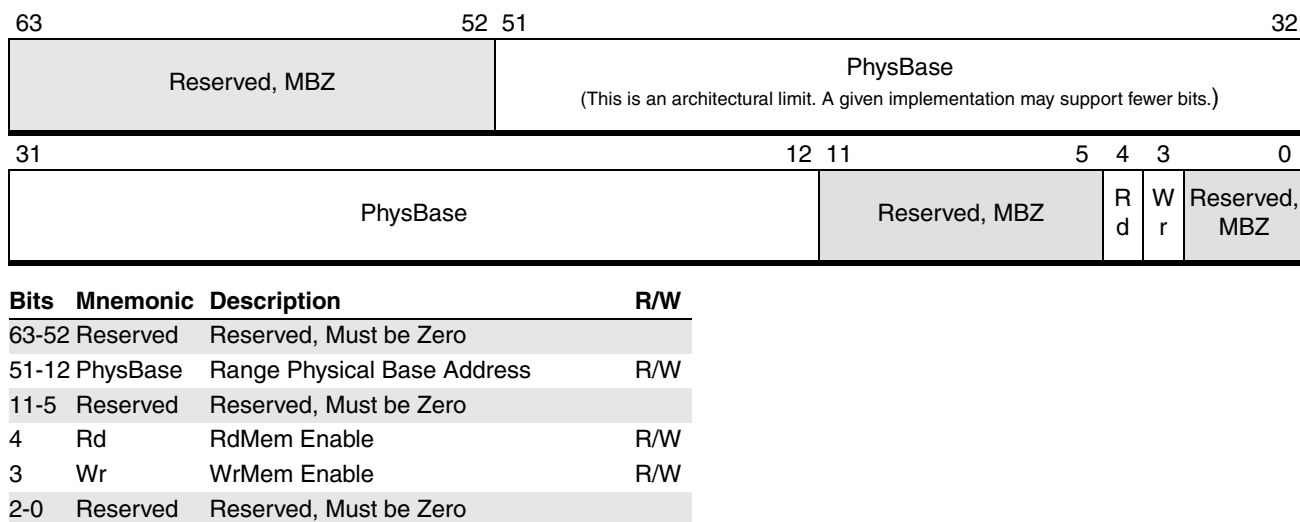 63 52 51 32
Reserved, MBZ
PhysBase
(This is an architectural limit. A given implementation may support fewer bits.)
31 12 11 5 4 3 0
PhysBase
Reserved, MBZ
R
d
W
r
Reserved,
MBZ
Bits Mnemonic Description R/W
63-52 Reserved Reserved, Must be Zero
51-12 PhysBase Range Physical Base Address R/W
11-5 Reserved Reserved, Must be Zero
4 Rd RdMem Enable R/W
3 Wr WrMem Enable R/W
2-0 Reserved Reserved, Must be Zero